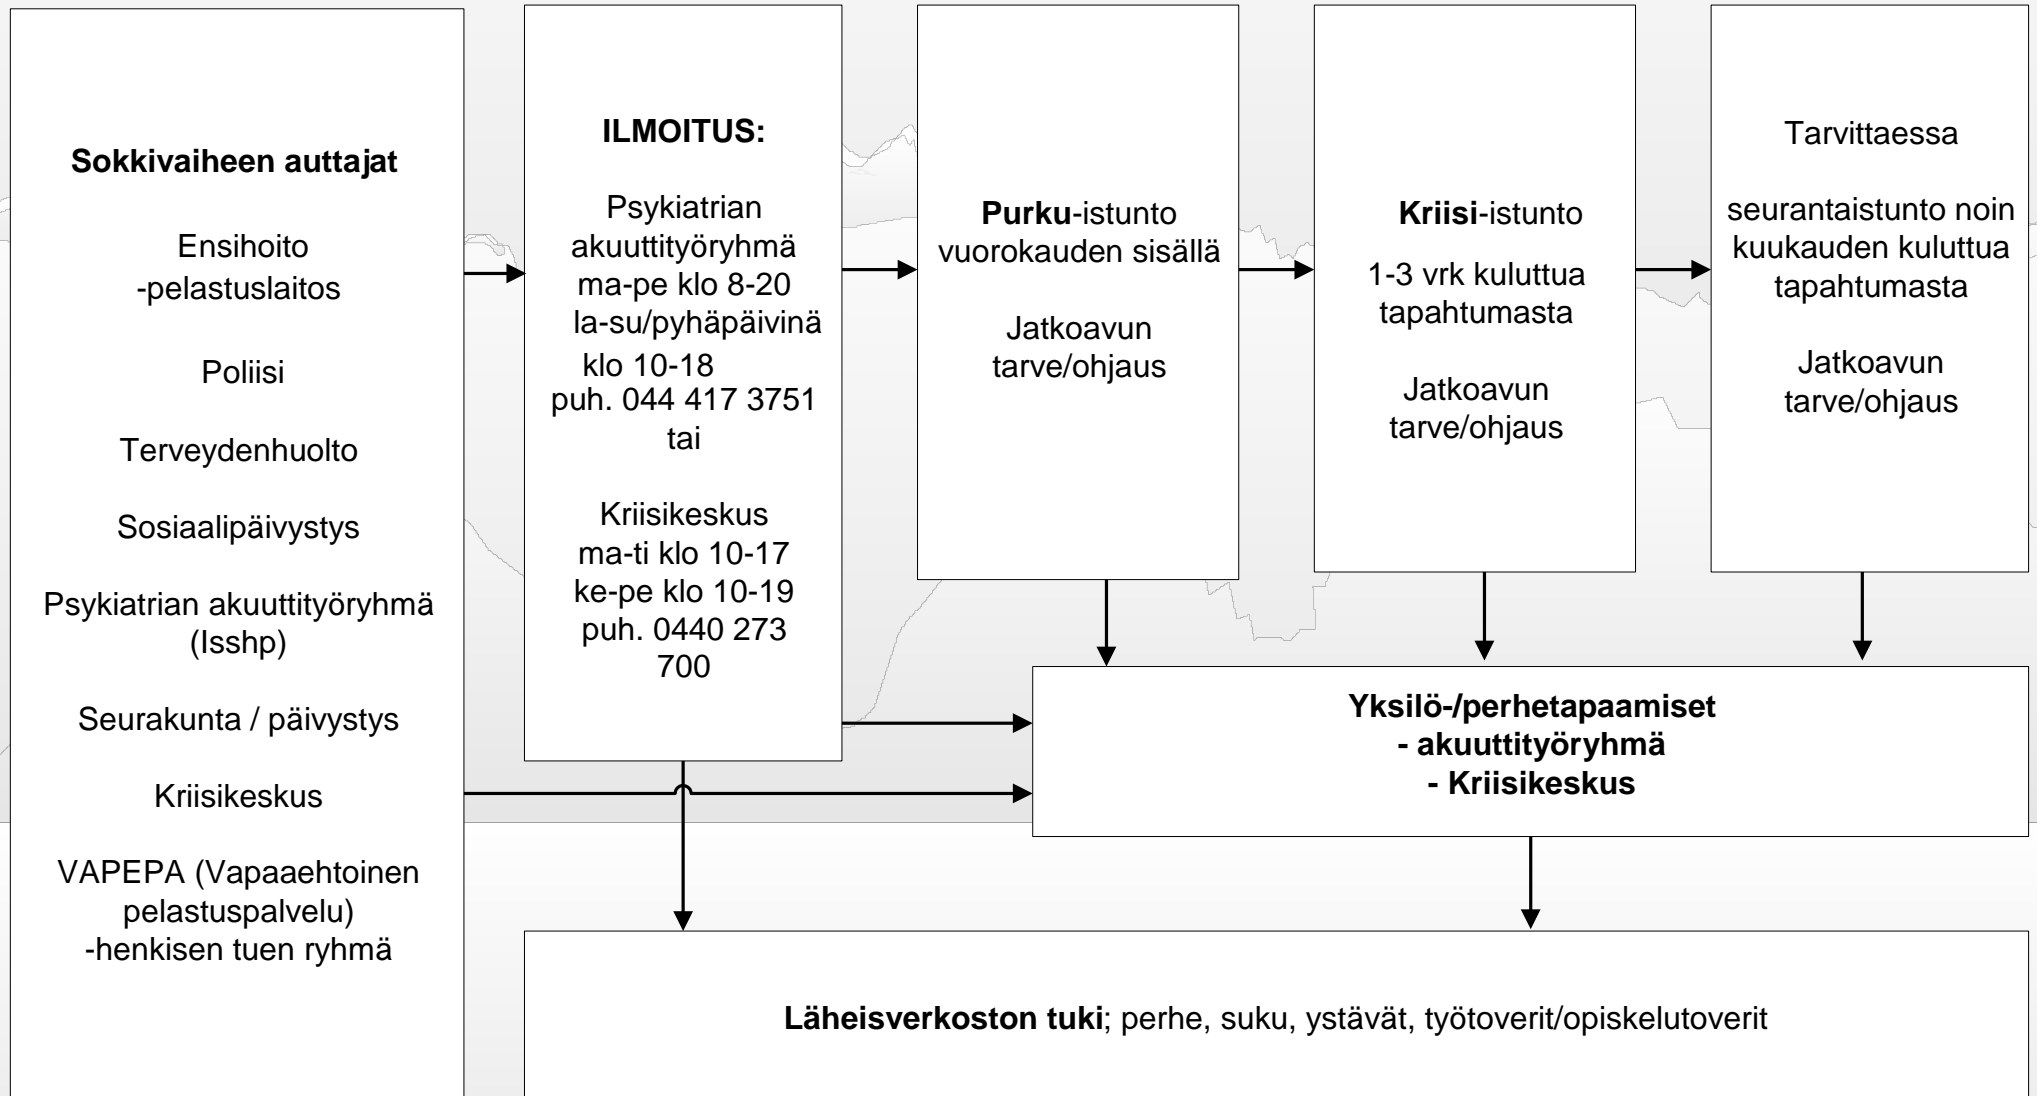 Sokkivaiheen auttajat
Ensihoito
-pelastuslaitos
Poliisi
Terveydenhuolto
Sosiaalipäivystys
Psykiatrian akuuttityöryhmä
(Isshp)
Seurakunta / päivystys
Kriisikeskus
VAPEPA (Vapaaehtoinen
pelastuspalvelu)
-henkisen tuen ryhmä
ILMOITUS:
Psykiatrian
akuuttityöryhmä
ma-pe klo 8-20
la-su/pyhäpäivinä
klo 10-18
puh. 044 417 3751
tai
Kriisikeskus
ma-ti klo 10-17
ke-pe klo 10-19
puh. 0440 273
700
Purku-istunto
vuorokauden sisällä
Jatkoavun
tarve/ohjaus
Kriisi-istunto
1-3 vrk kuluttua
tapahtumasta
Jatkoavun
tarve/ohjaus
Tarvittaessa
seurantaistunto noin
kuukauden kuluttua
tapahtumasta
Jatkoavun
tarve/ohjaus
Yksilö-/perhetapaamiset
- akuuttityöryhmä
- Kriisikeskus
Läheisverkoston tuki; perhe, suku, ystävät, työtoverit/opiskelutoverit